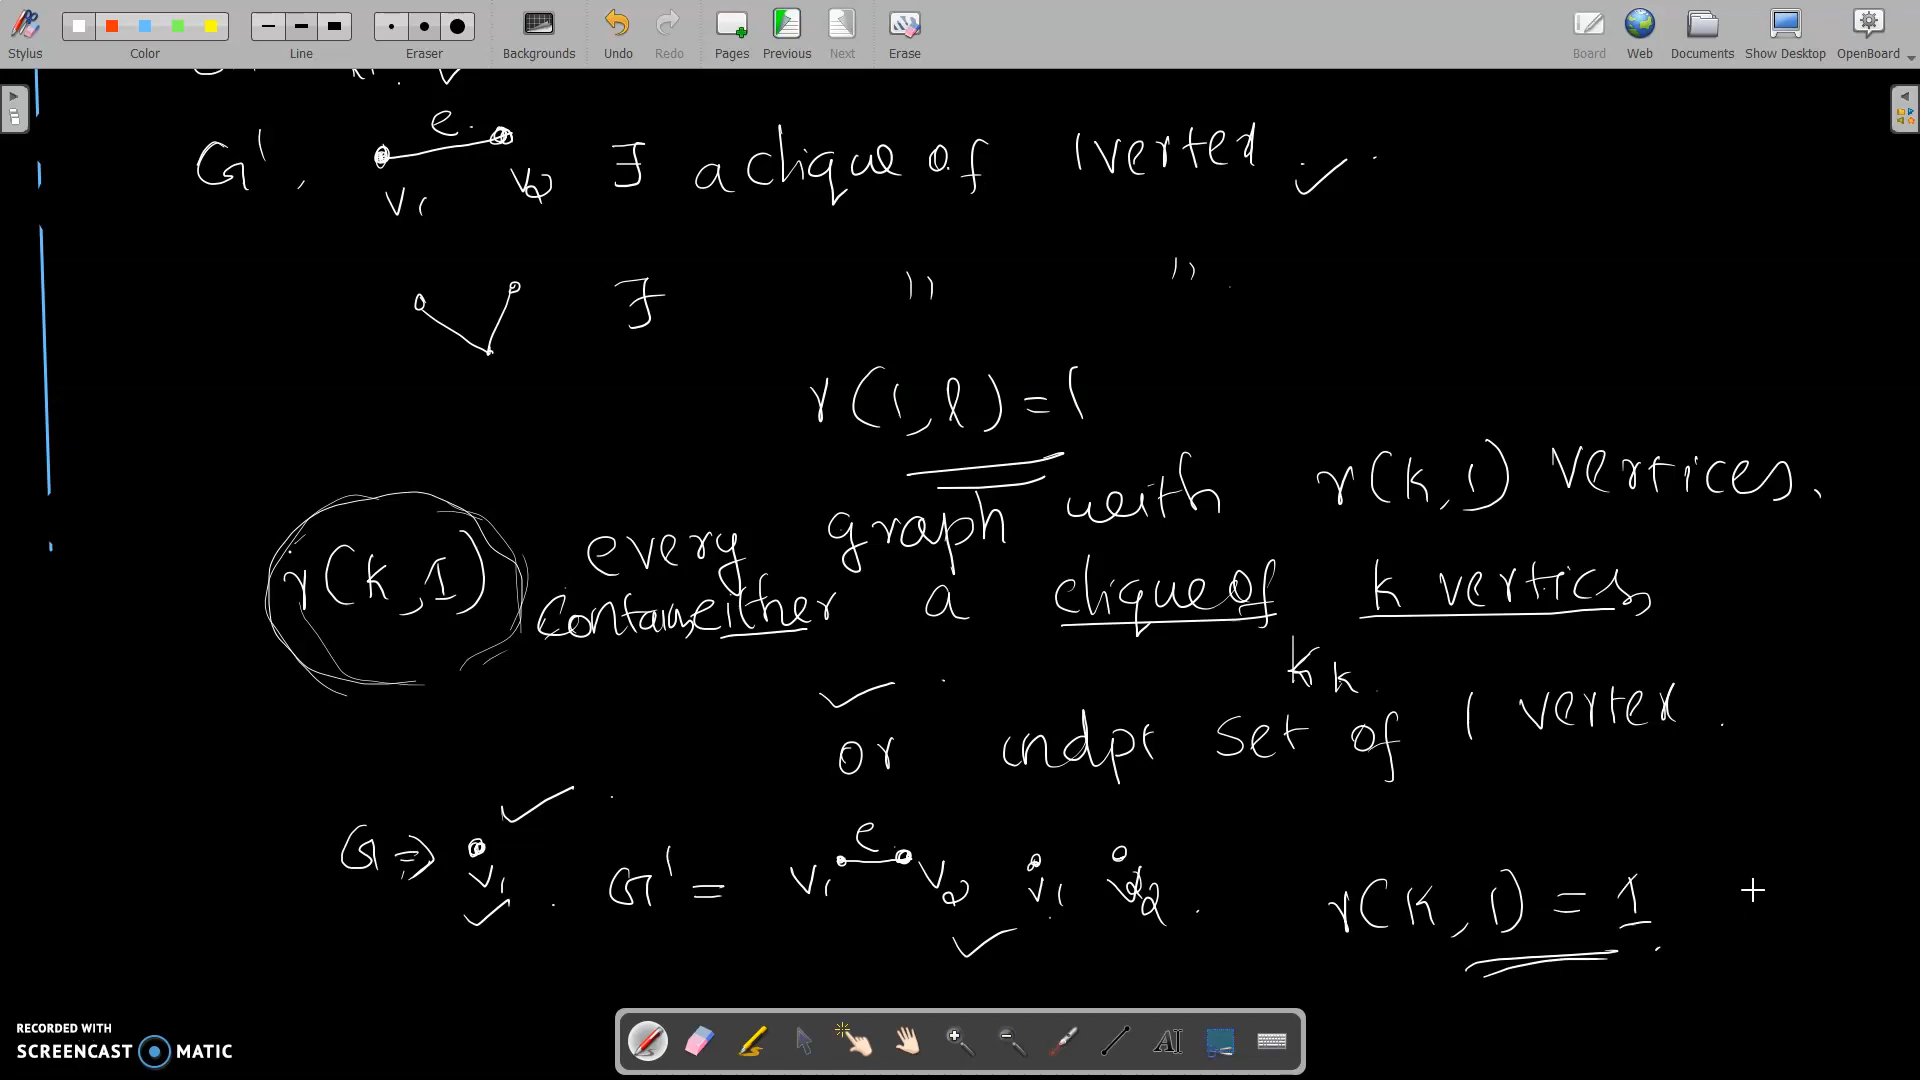 Stylus Color Line Eraser Backgrounds Undo Redo Pages Previous Next Erase Board Web Documents Show Desktop OpenBoard
e.
G', ∃ a clique of 1 vertex ✓
v1 v2
∃ " "
r(1, l) = 1
r(k, 1) every graph with r(k, 1) vertices.
contains either a clique of k vertices
Kk
or indpt set of 1 vertex.
G ⇒ v1 ✓. G' = v1 e v2 v1 v2. r(k, 1) = 1.
RECORDED WITH
SCREENCAST MATIC